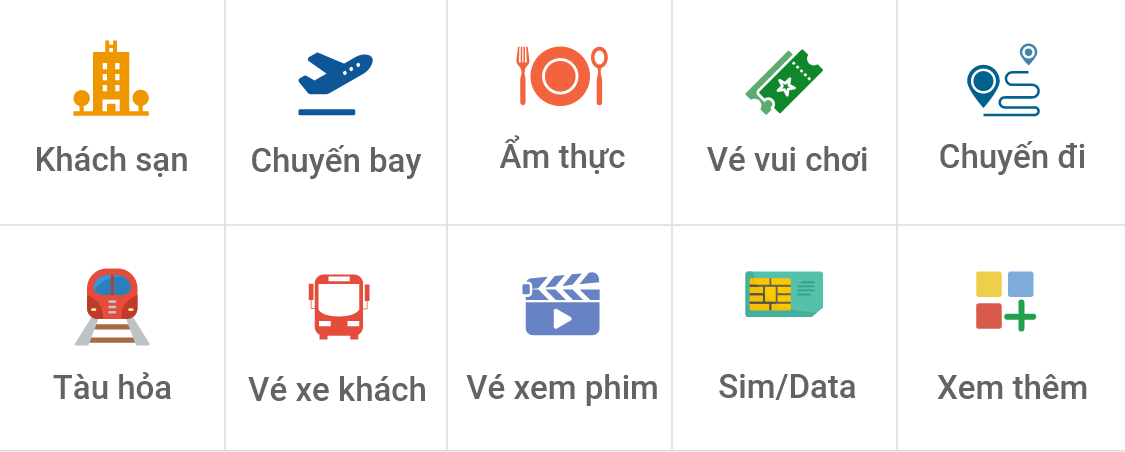 Khách sạn
Chuyến bay
Ẩm thực
Vé vui chơi
Chuyến đi
Tàu hỏa
Vé xe khách
Vé xem phim
Sim/Data
Xem thêm